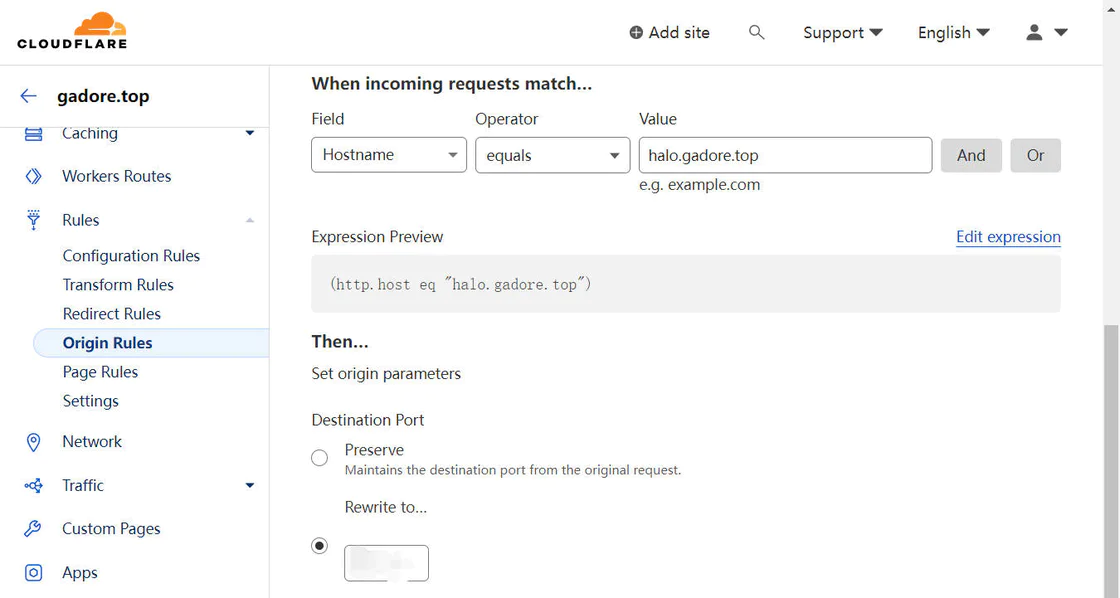 CLOUDFLARE
Add site
Support
English
gadore.top
Caching
Workers Routes
Rules
Configuration Rules
Transform Rules
Redirect Rules
Origin Rules
Page Rules
Settings
Network
Traffic
Custom Pages
Apps
When incoming requests match...
Field Operator Value
Hostname equals halo.gadore.top And Or
e.g. example.com
Expression Preview Edit expression
(http.host eq "halo.gadore.top")
Then...
Set origin parameters
Destination Port
Preserve
Maintains the destination port from the original request.
Rewrite to...